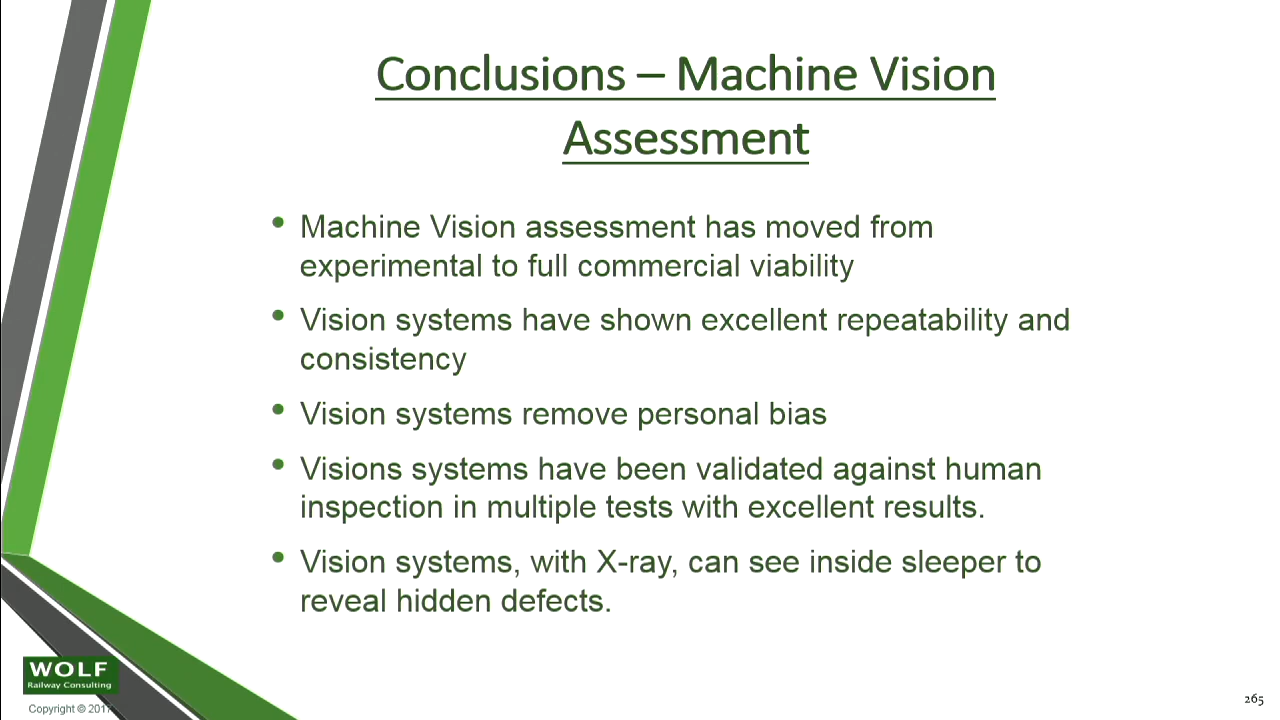 Conclusions – Machine Vision
Assessment
• Machine Vision assessment has moved from
experimental to full commercial viability
• Vision systems have shown excellent repeatability and
consistency
• Vision systems remove personal bias
• Visions systems have been validated against human
inspection in multiple tests with excellent results.
• Vision systems, with X-ray, can see inside sleeper to
reveal hidden defects.
WOLF
Railway Consulting
Copyright ©
265